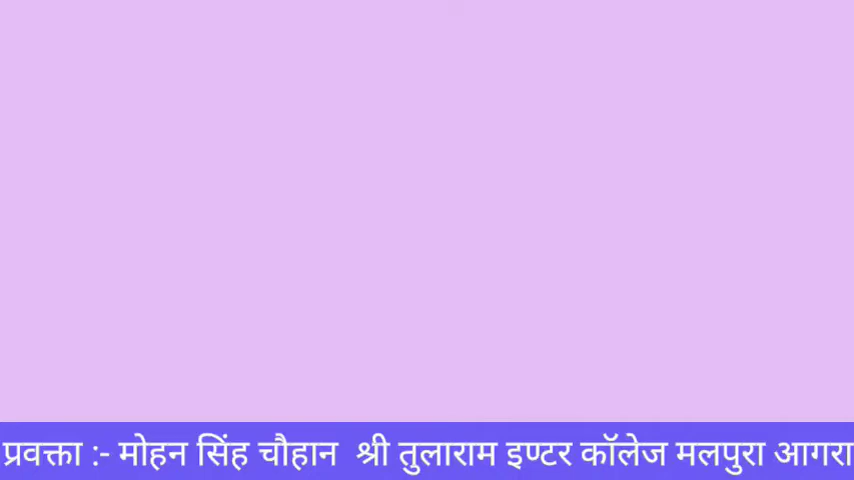 प्रवक्ता :- मोहन सिंह चौहान  श्री तुलाराम इण्टर कॉलेज मलपुरा आगरा